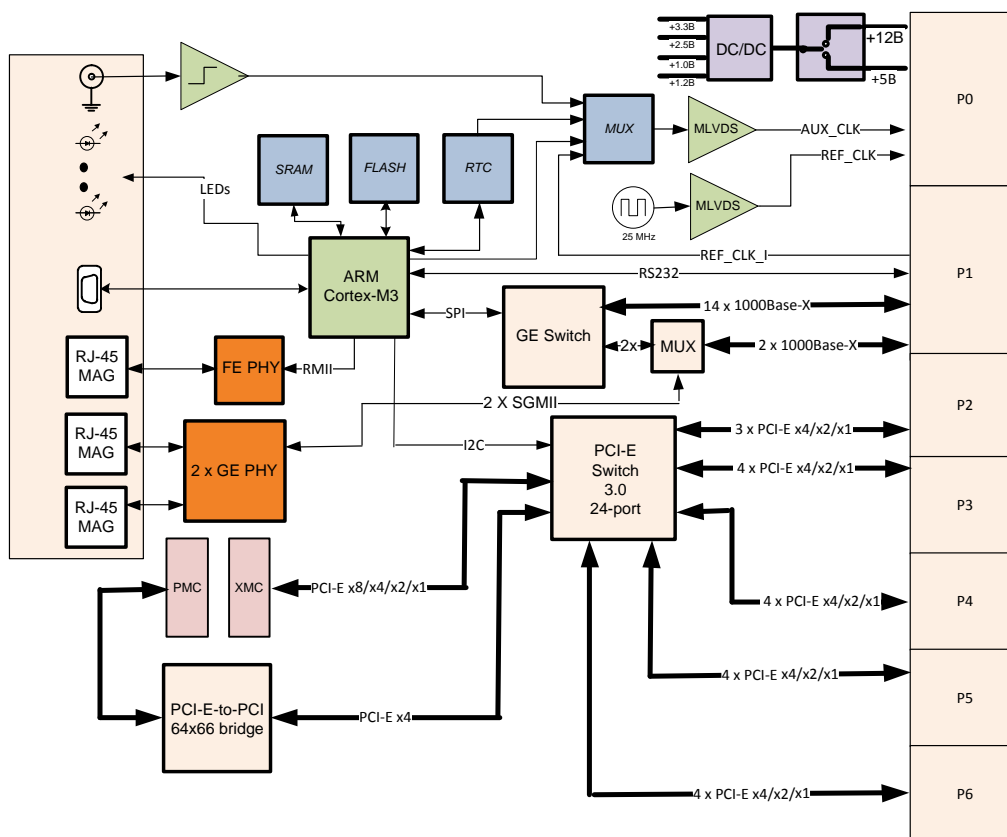 +3.3B
+2.5B
+1.0B
+1.2B
DC/DC
+12B
+5B
P0
MUX
MLVDS
AUX_CLK
REF_CLK
SRAM
FLASH
RTC
LEDs
MLVDS
25 MHz
REF_CLK_I
RS232
P1
ARM
Cortex-M3
SPI
14 x 1000Base-X
GE Switch
2x
MUX
2 x 1000Base-X
RJ-45
MAG
FE PHY
RMII
2 X SGMII
P2
RJ-45
MAG
2 x GE PHY
I2C
PCI-E
Switch
3.0
24-port
3 x PCI-E x4/x2/x1
4 x PCI-E x4/x2/x1
RJ-45
MAG
P3
PMC
XMC
PCI-E x8/x4/x2/x1
4 x PCI-E x4/x2/x1
P4
4 x PCI-E x4/x2/x1
P5
PCI-E-to-PCI
64x66 bridge
PCI-E x4
4 x PCI-E x4/x2/x1
P6